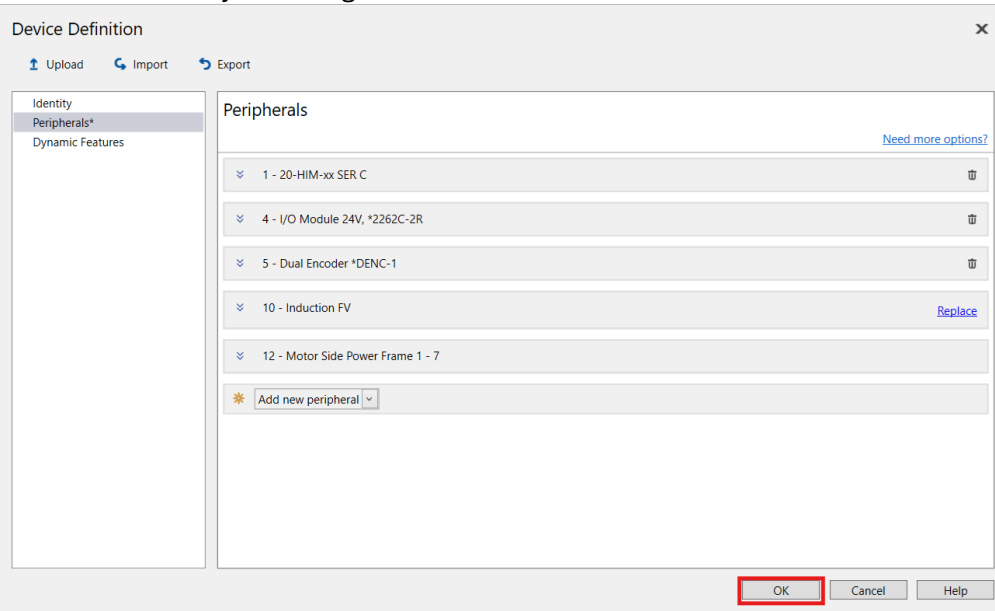 Device Definition
Upload Import Export
Identity
Peripherals*
Dynamic Features
Peripherals
Need more options?
1 - 20-HIM-xx SER C
4 - I/O Module 24V, *2262C-2R
5 - Dual Encoder *DENC-1
10 - Induction FV
Replace
12 - Motor Side Power Frame 1 - 7
Add new peripheral
OK Cancel Help